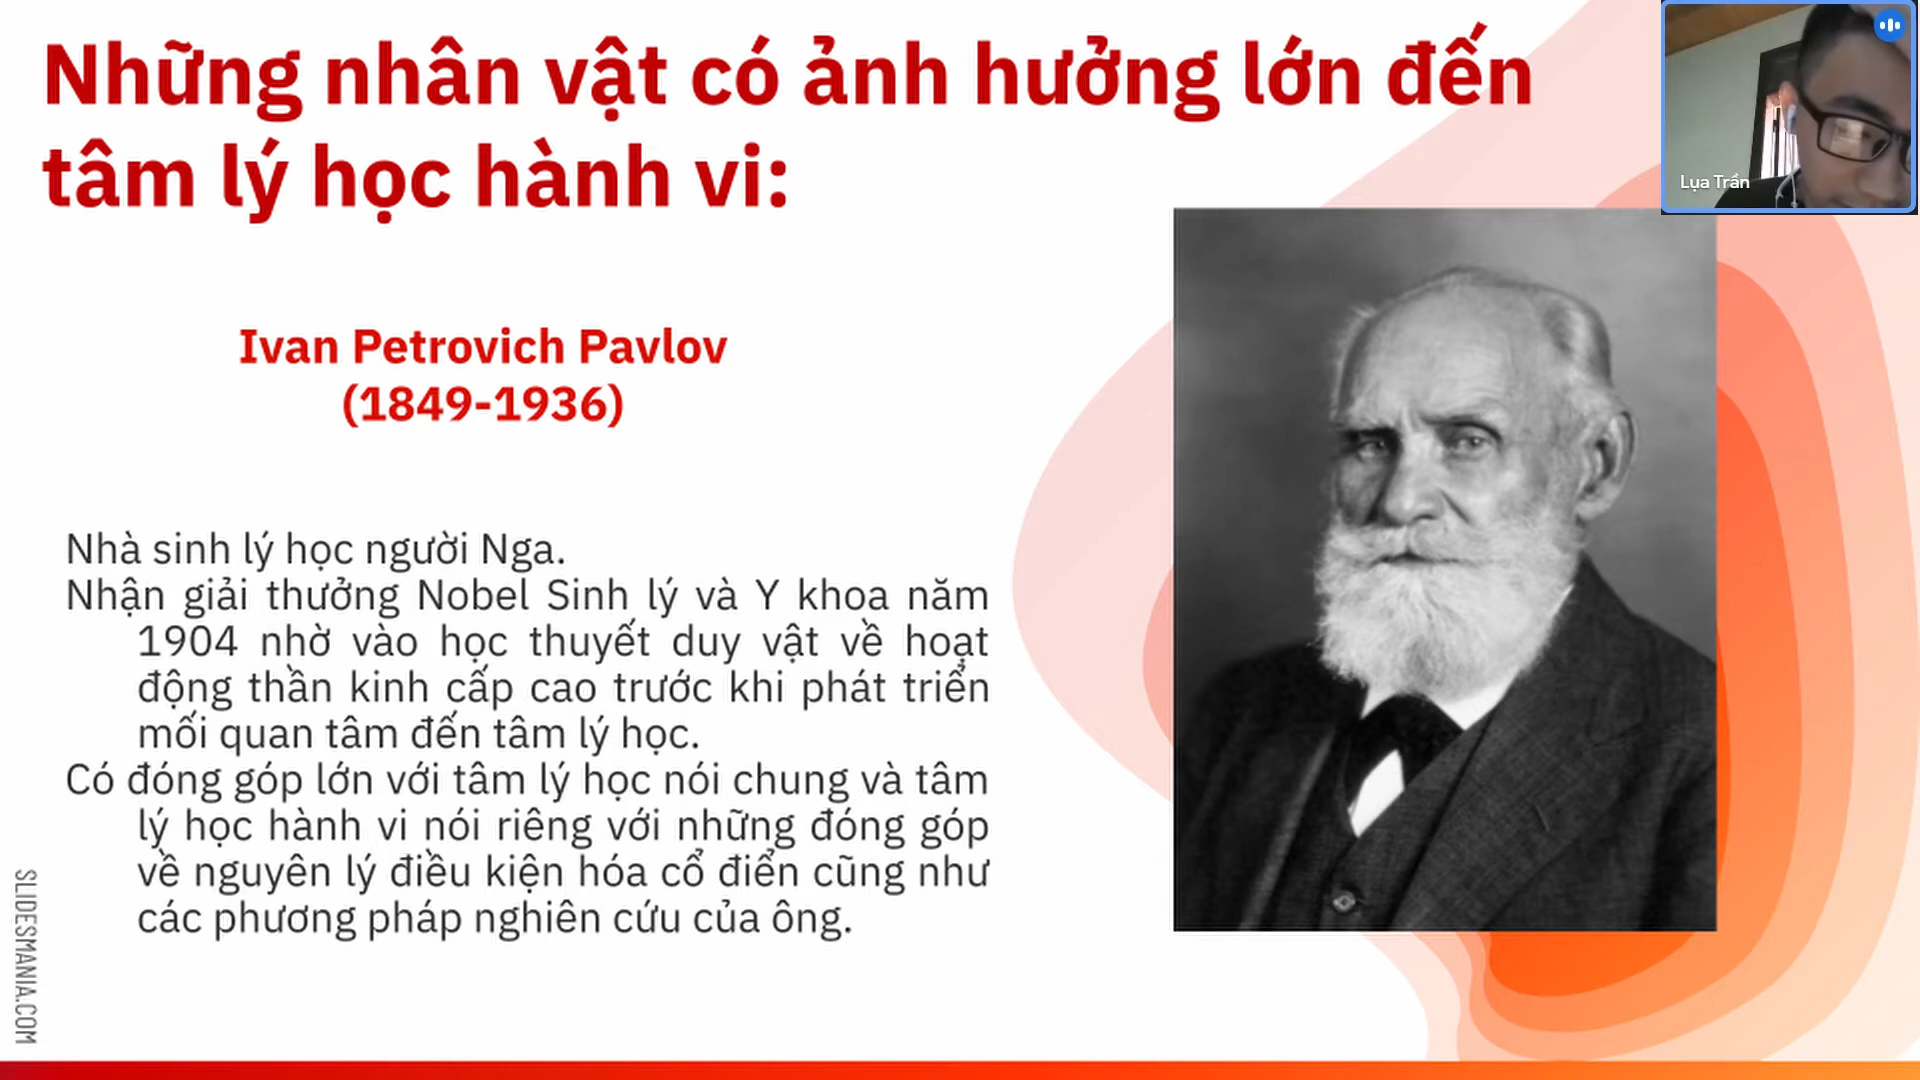 Những nhân vật có ảnh hưởng lớn đến
tâm lý học hành vi:
Lụa Trần
Ivan Petrovich Pavlov
(1849-1936)
Nhà sinh lý học người Nga.
Nhận giải thưởng Nobel Sinh lý và Y khoa năm
1904 nhờ vào học thuyết duy vật về hoạt
động thần kinh cấp cao trước khi phát triển
mối quan tâm đến tâm lý học.
Có đóng góp lớn với tâm lý học nói chung và tâm
lý học hành vi nói riêng với những đóng góp
về nguyên lý điều kiện hóa cổ điển cũng như
các phương pháp nghiên cứu của ông.
SLIDESMANIA.COM